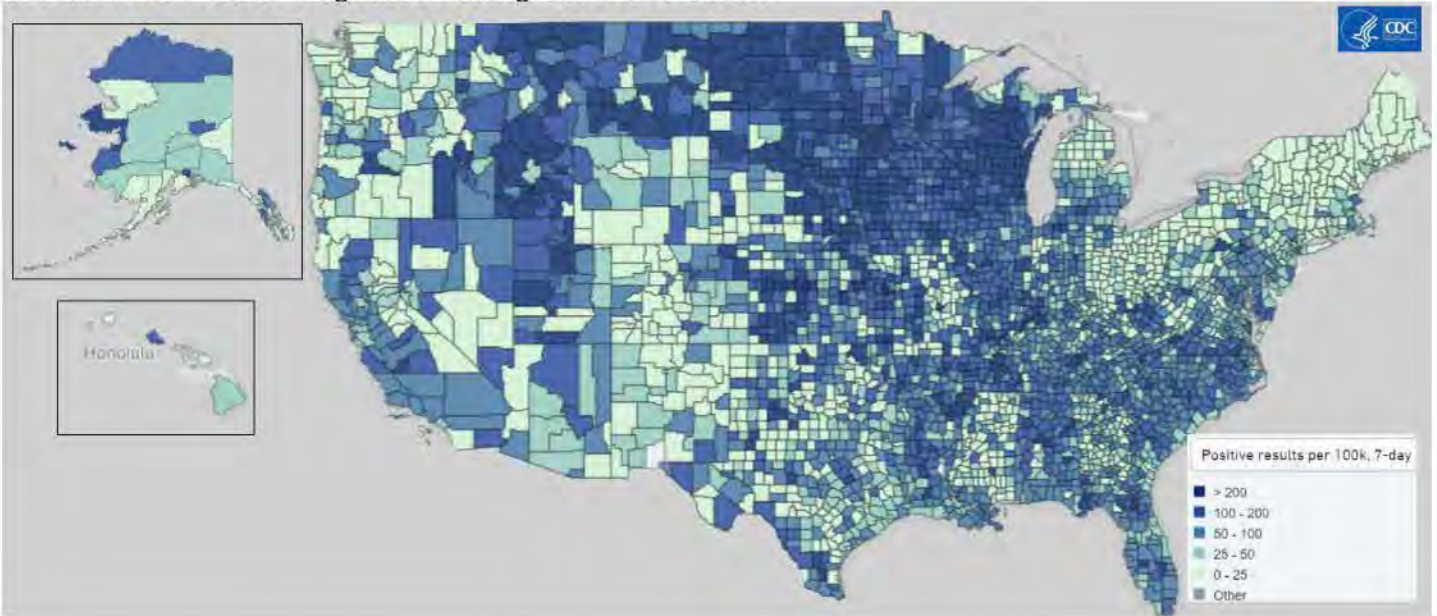 CDC
Honolulu
Positive results per 100k, 7-day
> 200
100 - 200
50 - 100
25 - 50
0 - 25
Other